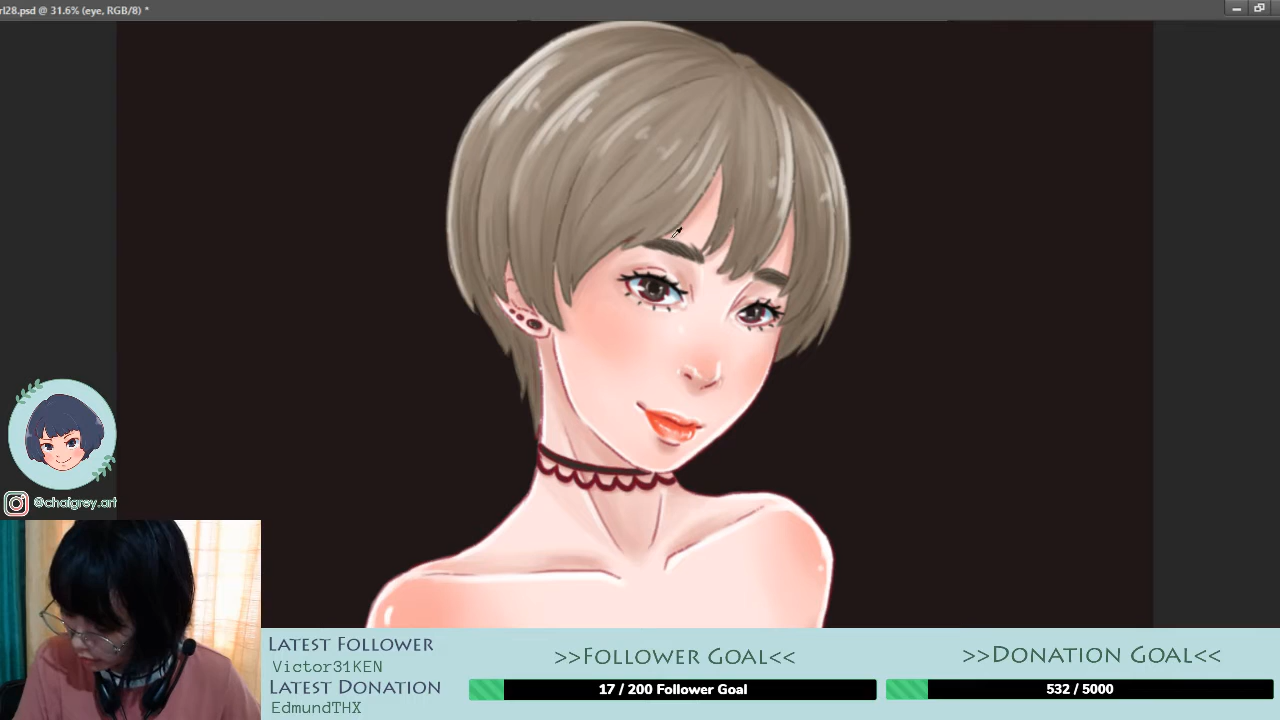 rl28.psd @ 31.6% (eye, RGB/8) *
@chaigrey.art
LATEST FOLLOWER
Victor31KEN
LATEST DONATION
EdmundTHX
>>FOLLOWER GOAL<<
17 / 200 Follower Goal
>>DONATION GOAL<<
532 / 5000